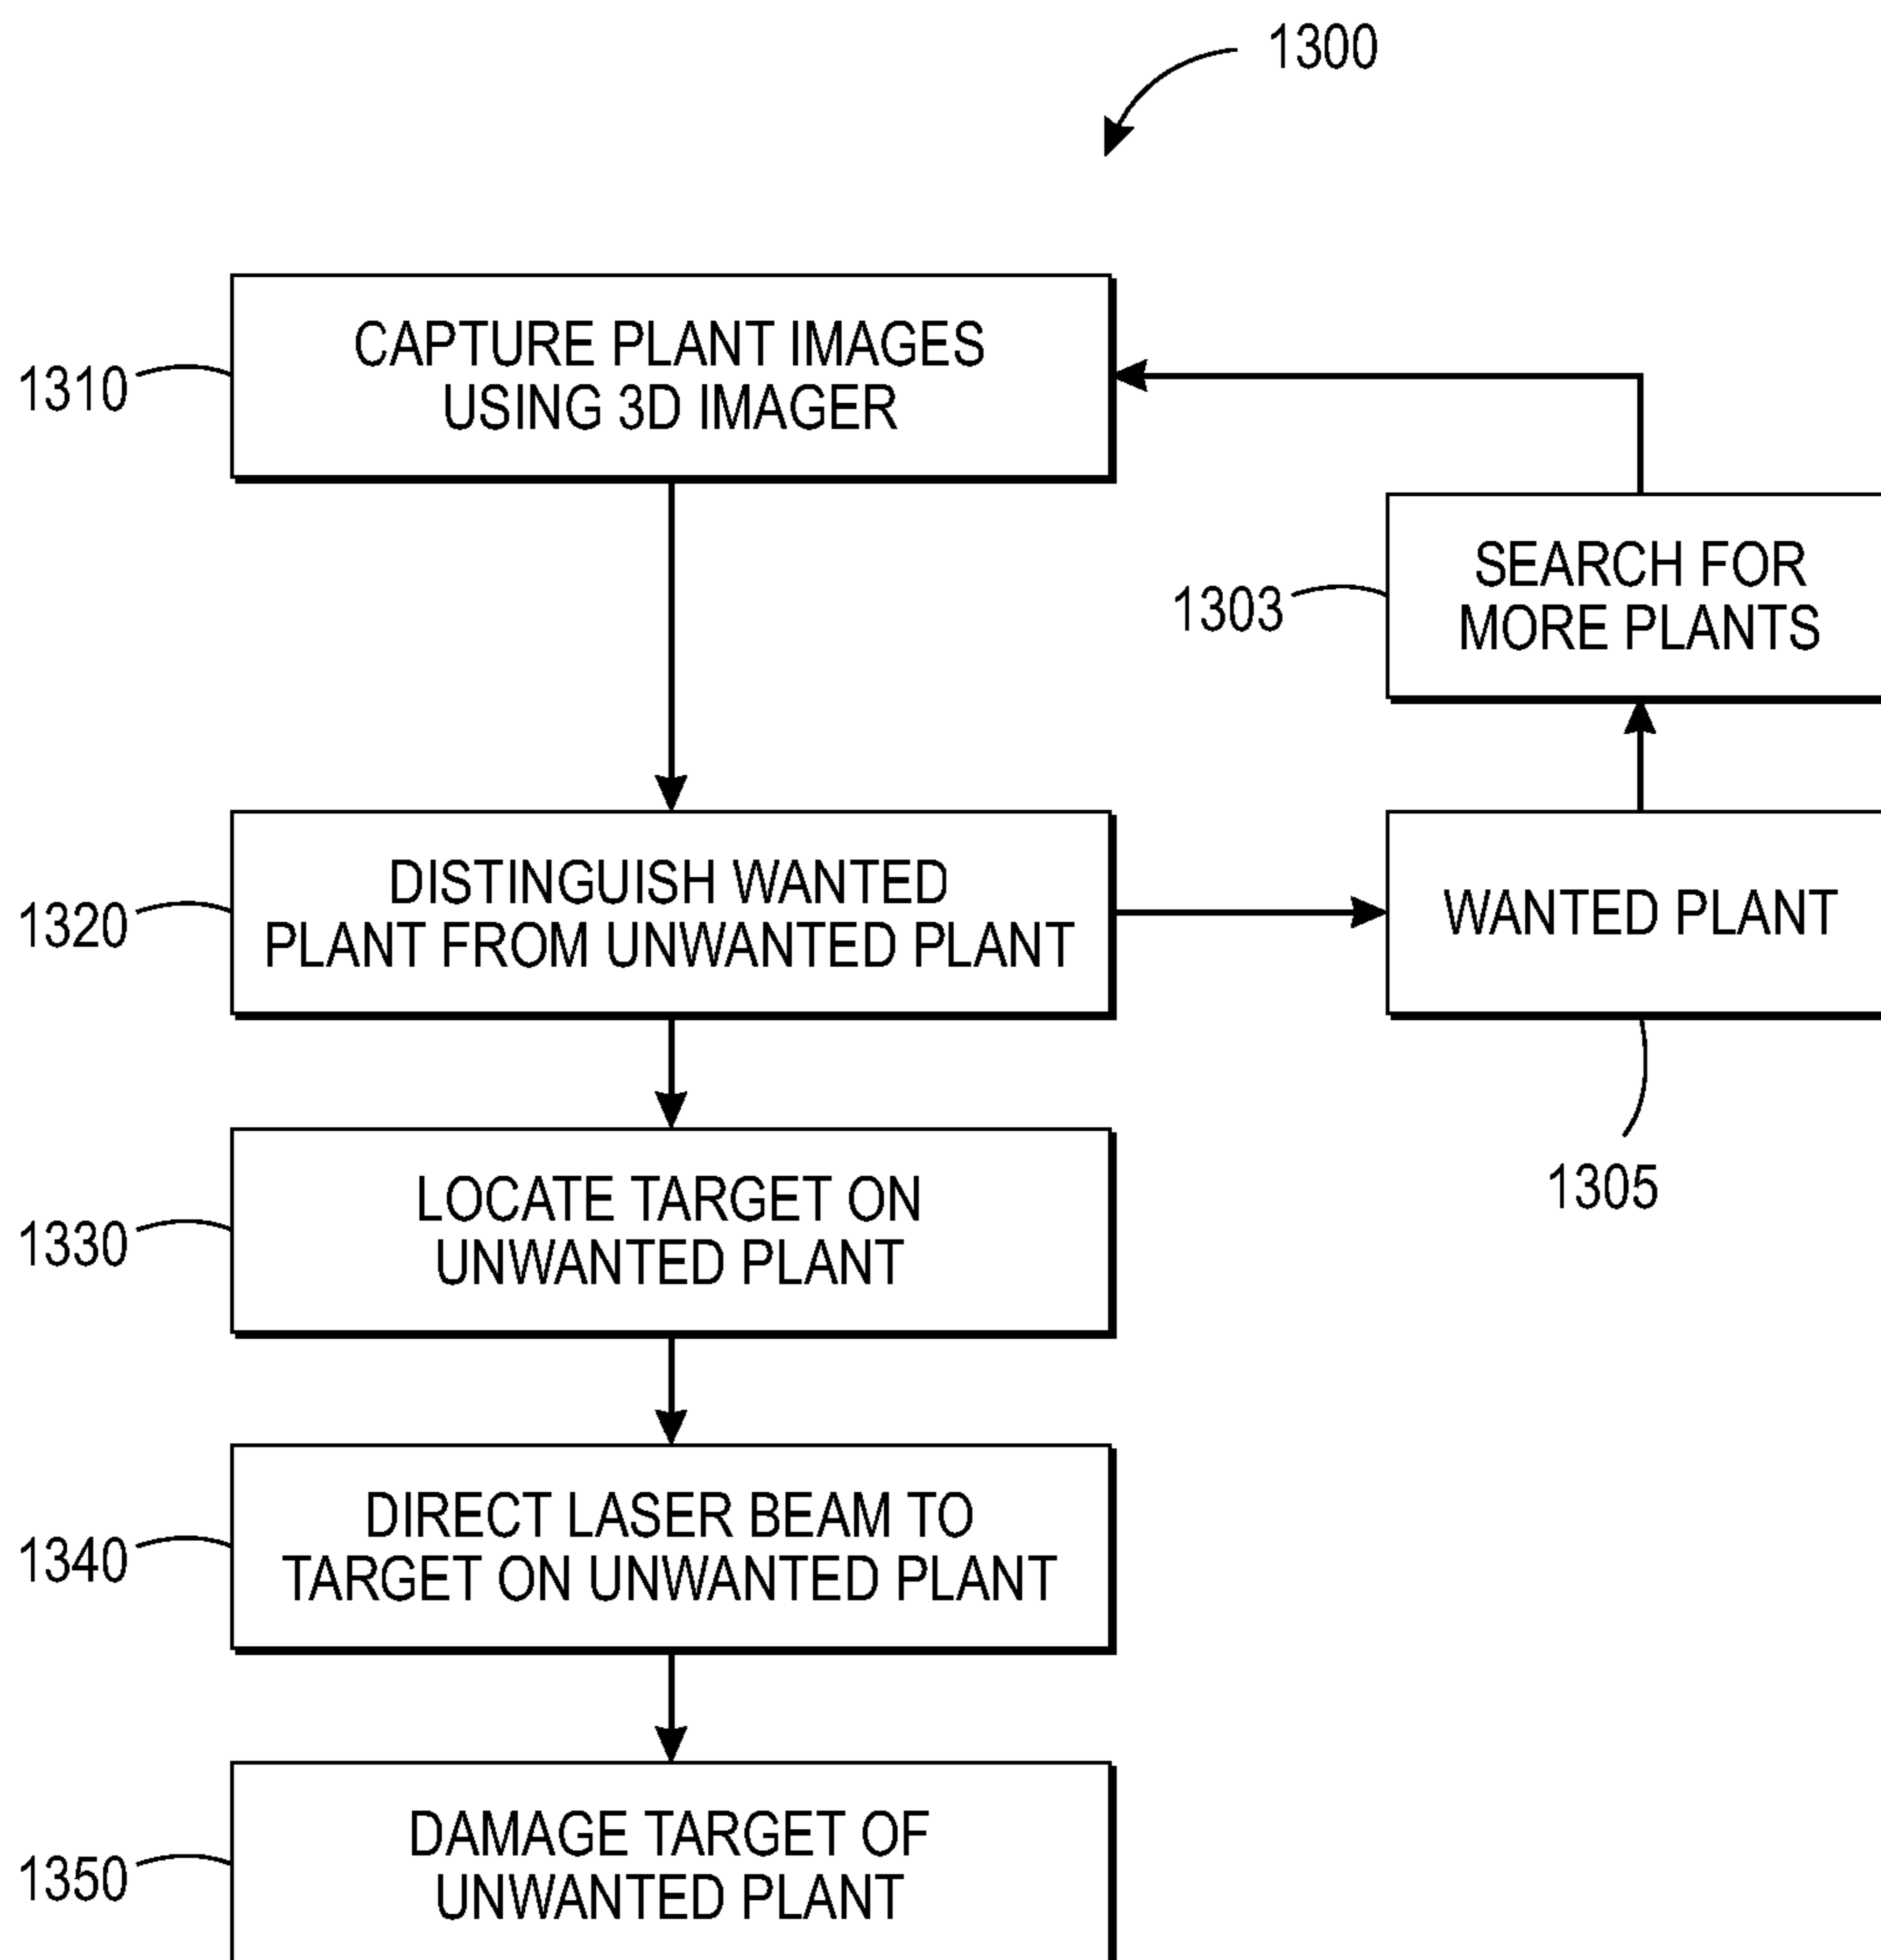 1300
CAPTURE PLANT IMAGES
USING 3D IMAGER
1310
SEARCH FOR
MORE PLANTS
1303
DISTINGUISH WANTED
PLANT FROM UNWANTED PLANT
1320
WANTED PLANT
1305
LOCATE TARGET ON
UNWANTED PLANT
1330
DIRECT LASER BEAM TO
TARGET ON UNWANTED PLANT
1340
DAMAGE TARGET OF
UNWANTED PLANT
1350